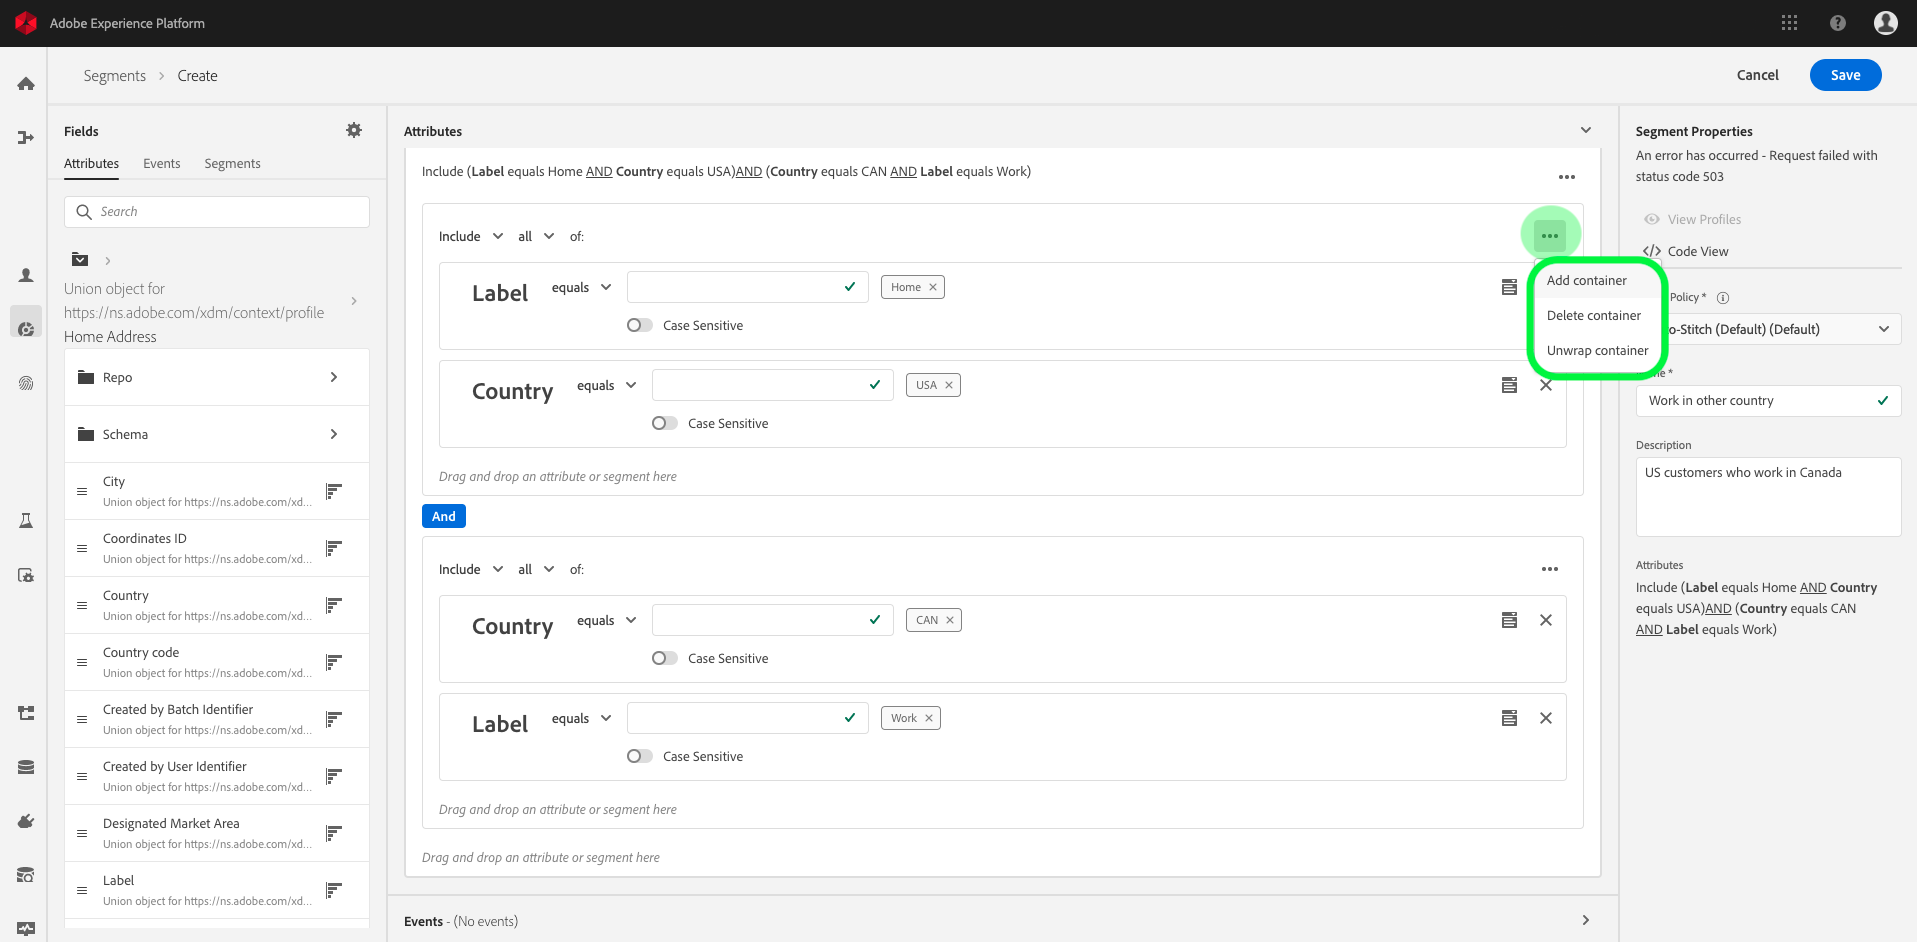 Adobe Experience Platform
Segments > Create
Cancel
Save
Fields
Attributes
Events
Segments
Search
Union object for
https://ns.adobe.com/xdm/context/profile
Home Address
Repo
Schema
City
Union object for https://ns.adobe.com/xd...
Coordinates ID
Union object for https://ns.adobe.com/xd...
Country
Union object for https://ns.adobe.com/xd...
Country code
Union object for https://ns.adobe.com/xd...
Created by Batch Identifier
Union object for https://ns.adobe.com/xd...
Created by User Identifier
Union object for https://ns.adobe.com/xd...
Designated Market Area
Union object for https://ns.adobe.com/xd...
Label
Union object for https://ns.adobe.com/xd...
Attributes
Include (Label equals Home AND Country equals USA)AND (Country equals CAN AND Label equals Work)
Include all of:
Label equals Home
Case Sensitive
Country equals USA
Case Sensitive
Drag and drop an attribute or segment here
And
Include all of:
Country equals CAN
Case Sensitive
Label equals Work
Case Sensitive
Drag and drop an attribute or segment here
Drag and drop an attribute or segment here
Events - (No events)
Add container
Delete container
Unwrap container
Segment Properties
An error has occurred - Request failed with
status code 503
View Profiles
</> Code View
Policy *
o-Stitch (Default) (Default)
Work in other country
Description
US customers who work in Canada
Attributes
Include (Label equals Home AND Country
equals USA)AND (Country equals CAN
AND Label equals Work)